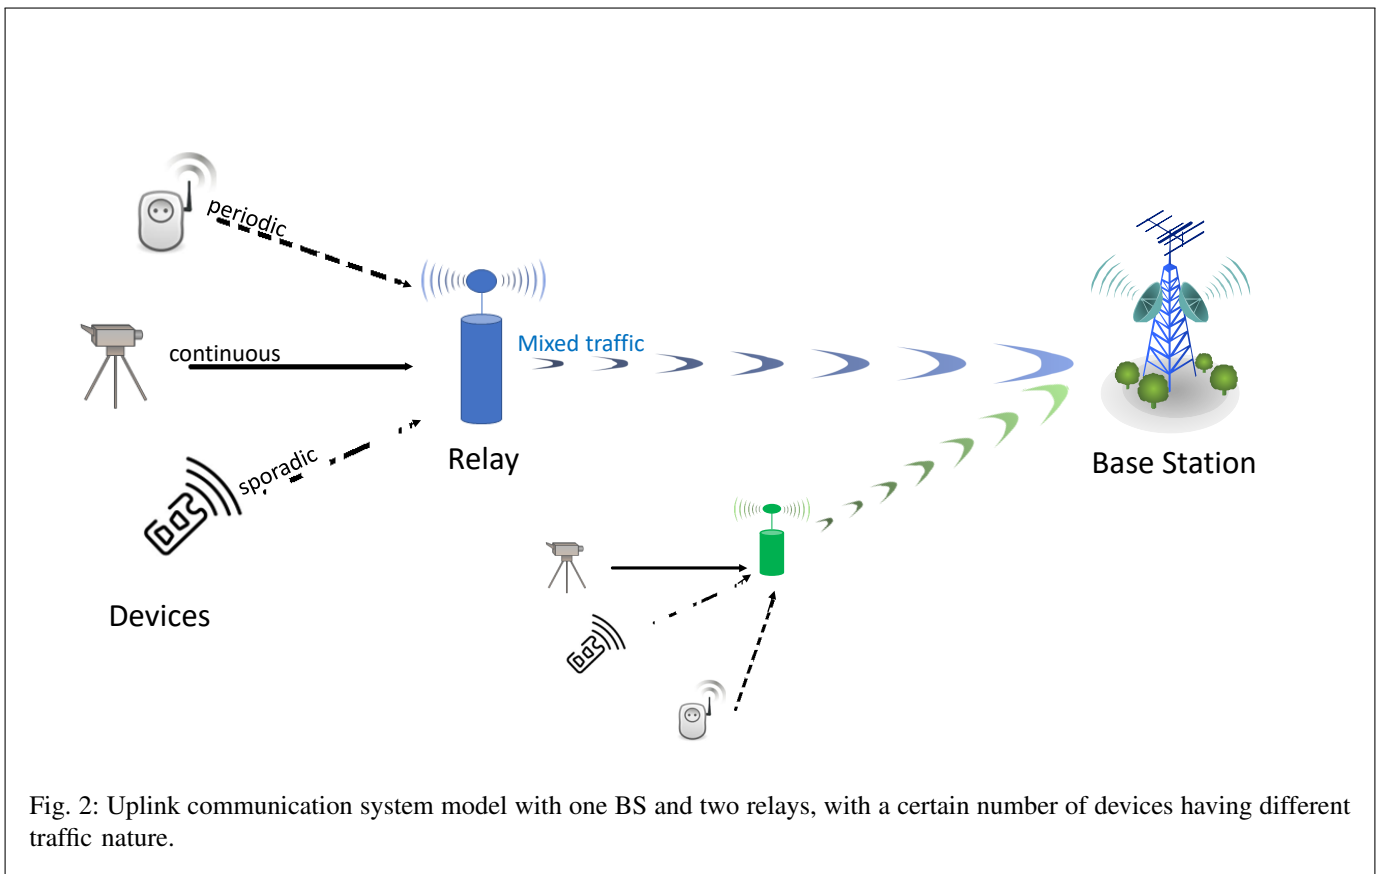 periodic
continuous
Mixed traffic
sporadic
Relay
Base Station
Devices
Fig. 2: Uplink communication system model with one BS and two relays, with a certain number of devices having different
traffic nature.